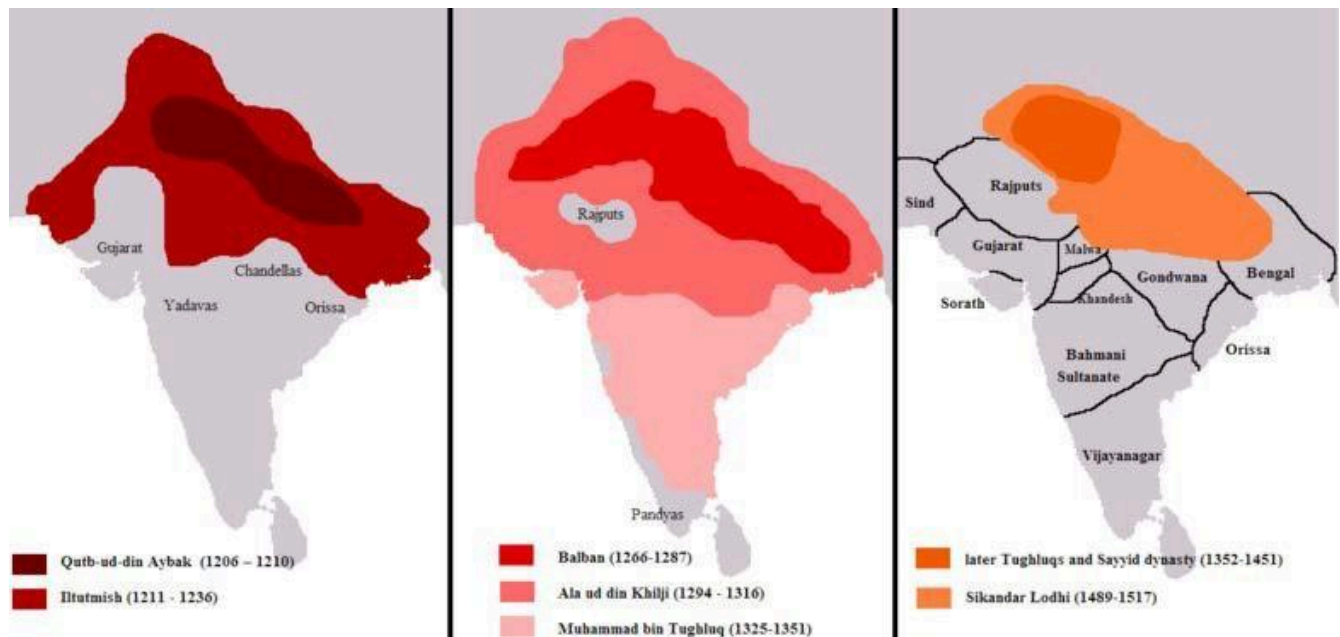 Gujarat
Chandellas
Yadavas
Orissa
Qutb-ud-din Aybak (1206 – 1210)
Iltutmish (1211 - 1236)
Rajputs
Pandyas
Balban (1266-1287)
Ala ud din Khilji (1294 - 1316)
Muhammad bin Tughluq (1325-1351)
Rajputs
Sind
Gujarat
Malwa
Gondwana
Bengal
Sorath
Khandesh
Orissa
Bahmani
Sultanate
Vijayanagar
later Tughluqs and Sayyid dynasty (1352-1451)
Sikandar Lodhi (1489-1517)